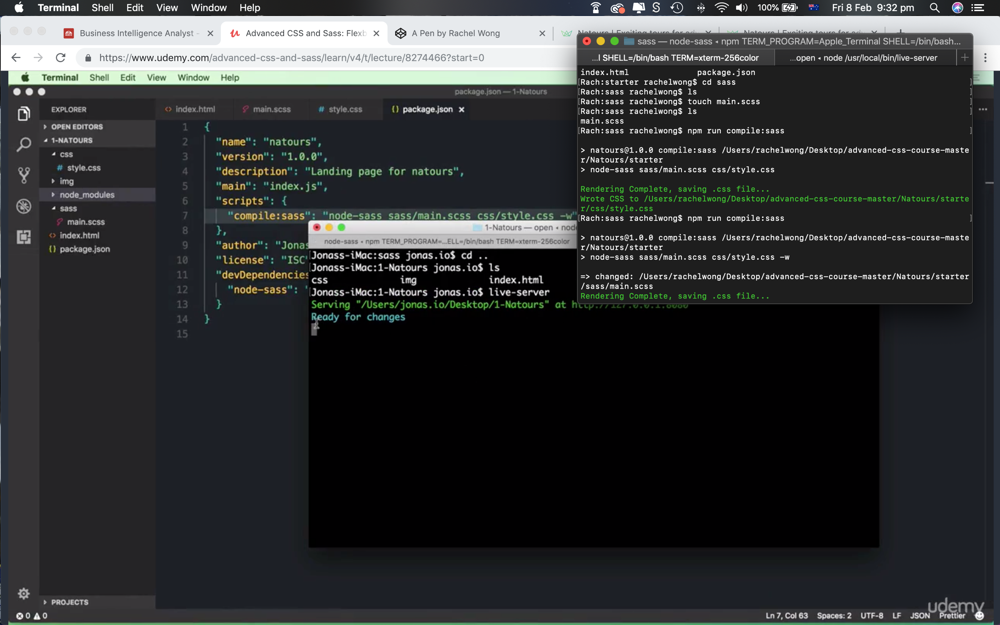 Terminal Shell Edit View Window Help 100% Fri 8 Feb 9:32 pm
Business Intelligence Analyst -
Advanced CSS and Sass: Flexb
A Pen by Rachel Wong
Natours | Exciting tours for
Natours | Exciting tours for
https://www.udemy.com/advanced-css-and-sass/learn/v4/t/lecture/8274466?start=0
Terminal Shell Edit View Window Help
package.json — 1-Natours
EXPLORER
OPEN EDITORS
1-NATOURS
css
# style.css
img
node_modules
sass
main.scss
<> index.html
{} package.json
PROJECTS
<> index.html main.scss # style.css {} package.json
1 {
2 "name": "natours",
3 "version": "1.0.0",
4 "description": "Landing page for natours",
5 "main": "index.js",
6 "scripts": {
7 "compile:sass": "node-sass sass/main.scss css/style.css -w"
8 },
9 "author": "Jonas
10 "license": "ISC"
11 "devDependencies
12 "node-sass": "
13 }
14 }
15
1-Natours — open ◂ nod
node-sass ◂ npm TERM_PROGRAM=...ELL=/bin/bash TERM=xterm-256color
[Jonass-iMac:sass jonas.io$ cd ..
[Jonass-iMac:1-Natours jonas.io$ ls
css img index.html
[Jonass-iMac:1-Natours jonas.io$ live-server
Serving "/Users/jonas.io/Desktop/1-Natours" at http://127.0.0.1:8080
Ready for changes
sass — node-sass ◂ npm TERM_PROGRAM=Apple_Terminal SHELL=/bin/bash...
...l SHELL=/bin/bash TERM=xterm-256color
...open ◂ node /usr/local/bin/live-server
index.html package.json
[Rach:starter rachelwong$ cd sass ]
[Rach:sass rachelwong$ ls ]
[Rach:sass rachelwong$ touch main.scss ]
[Rach:sass rachelwong$ ls ]
main.scss
[Rach:sass rachelwong$ npm run compile:sass ]
> natours@1.0.0 compile:sass /Users/rachelwong/Desktop/advanced-css-course-maste
r/Natours/starter
> node-sass sass/main.scss css/style.css
Rendering Complete, saving .css file...
Wrote CSS to /Users/rachelwong/Desktop/advanced-css-course-master/Natours/starte
r/css/style.css
[Rach:sass rachelwong$ npm run compile:sass ]
> natours@1.0.0 compile:sass /Users/rachelwong/Desktop/advanced-css-course-maste
r/Natours/starter
> node-sass sass/main.scss css/style.css -w
=> changed: /Users/rachelwong/Desktop/advanced-css-course-master/Natours/starter
/sass/main.scss
Rendering Complete, saving .css file...
udemy
0 0 Ln 7, Col 63 Spaces: 2 UTF-8 LF JSON Prettier